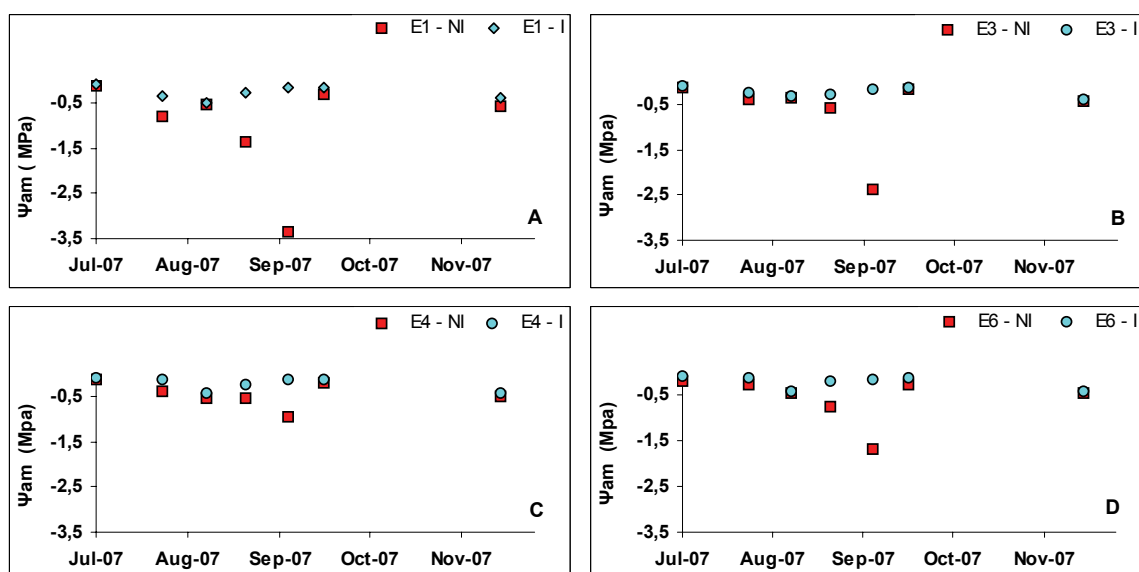 E1 - NI E1 - I
Ψam ( MPa)
-0,5
-1,5
-2,5
-3,5
Jul-07 Aug-07 Sep-07 Oct-07 Nov-07
A
E3 - NI E3 - I
Ψam (Mpa)
-0,5
-1,5
-2,5
-3,5
Jul-07 Aug-07 Sep-07 Oct-07 Nov-07
B
E4 - NI E4 - I
Ψam (Mpa)
-0,5
-1,5
-2,5
-3,5
Jul-07 Aug-07 Sep-07 Oct-07 Nov-07
C
E6 - NI E6 - I
Ψam (Mpa)
-0,5
-1,5
-2,5
-3,5
Jul-07 Aug-07 Sep-07 Oct-07 Nov-07
D